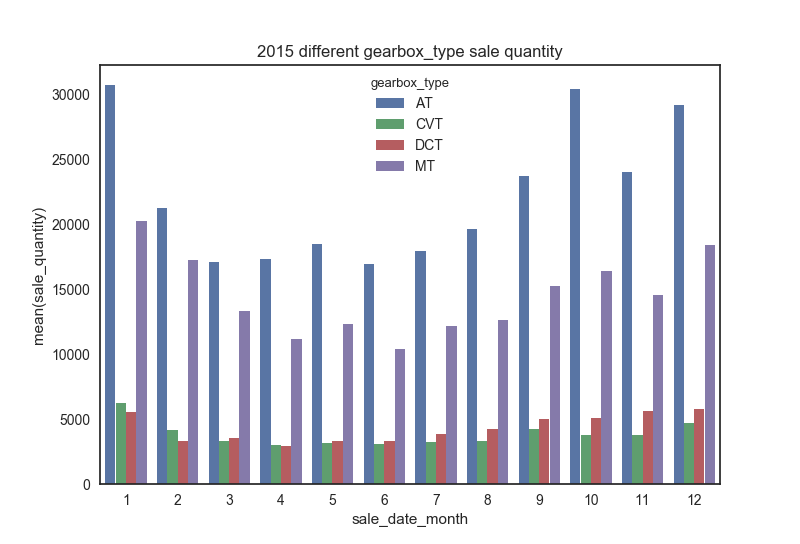 2015 different gearbox_type sale quantity
gearbox_type
AT
CVT
DCT
MT
mean(sale_quantity)
30000
25000
20000
15000
10000
5000
0
1 2 3 4 5 6 7 8 9 10 11 12
sale_date_month